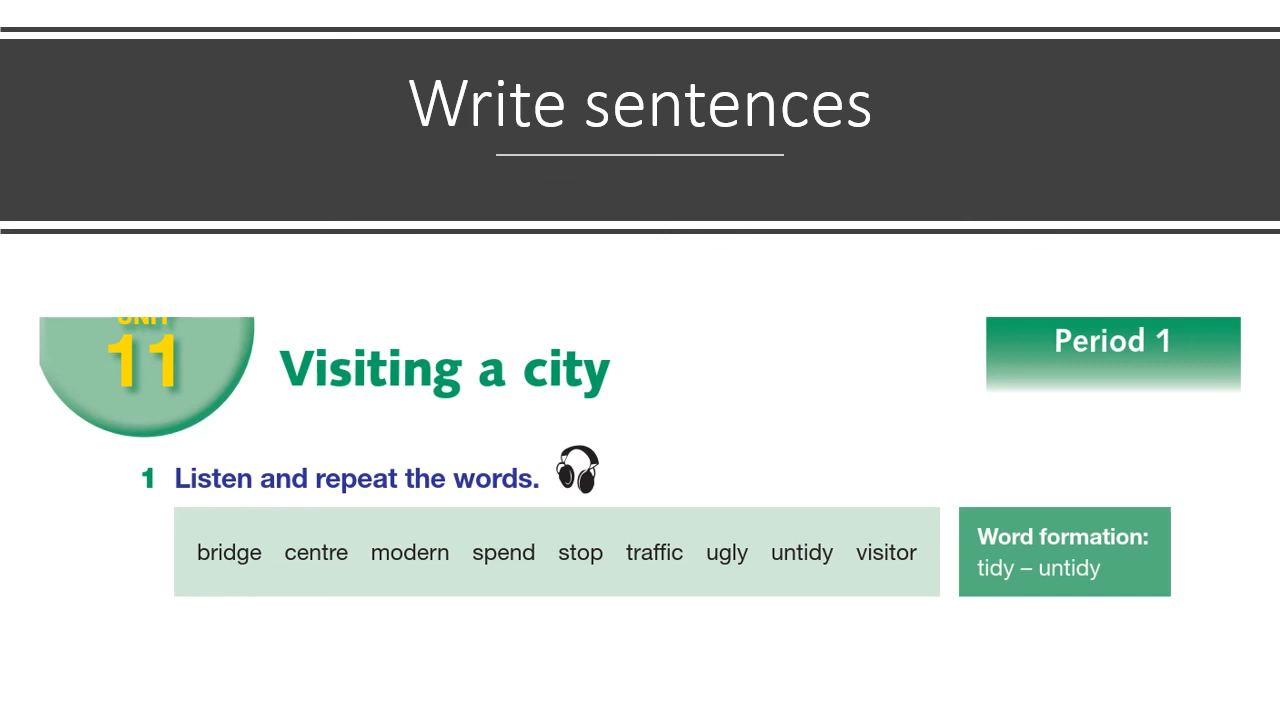 Write sentences
UNIT
11
Visiting a city
Period 1
1 Listen and repeat the words.
bridge centre modern spend stop traffic ugly untidy visitor
Word formation:
tidy – untidy